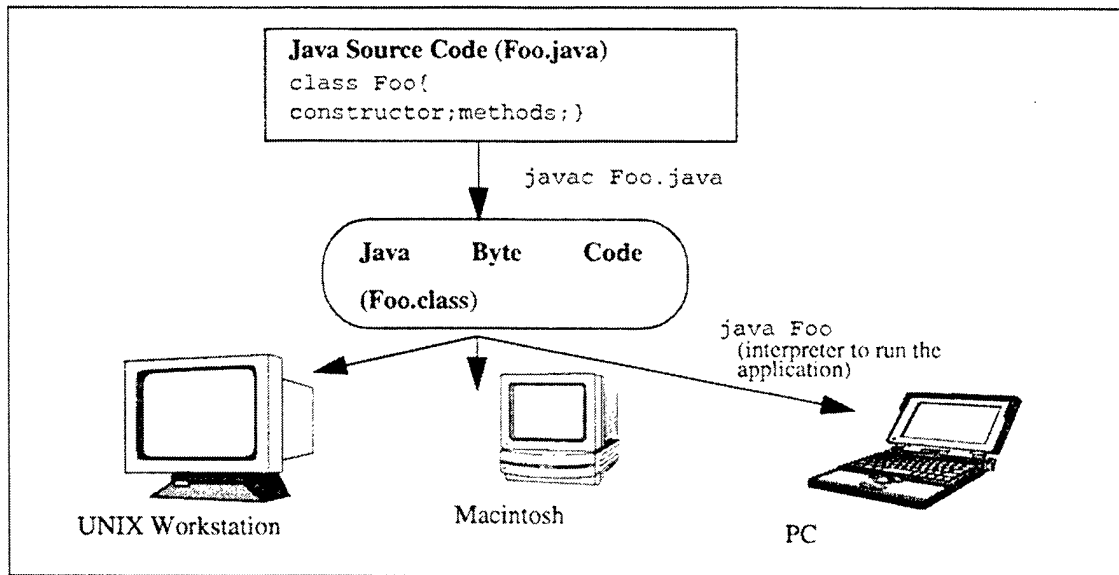 Java Source Code (Foo.java)
class Foo{
constructor;methods;}
javac Foo.java
Java Byte Code
(Foo.class)
java Foo
(interpreter to run the
application)
UNIX Workstation
Macintosh
PC